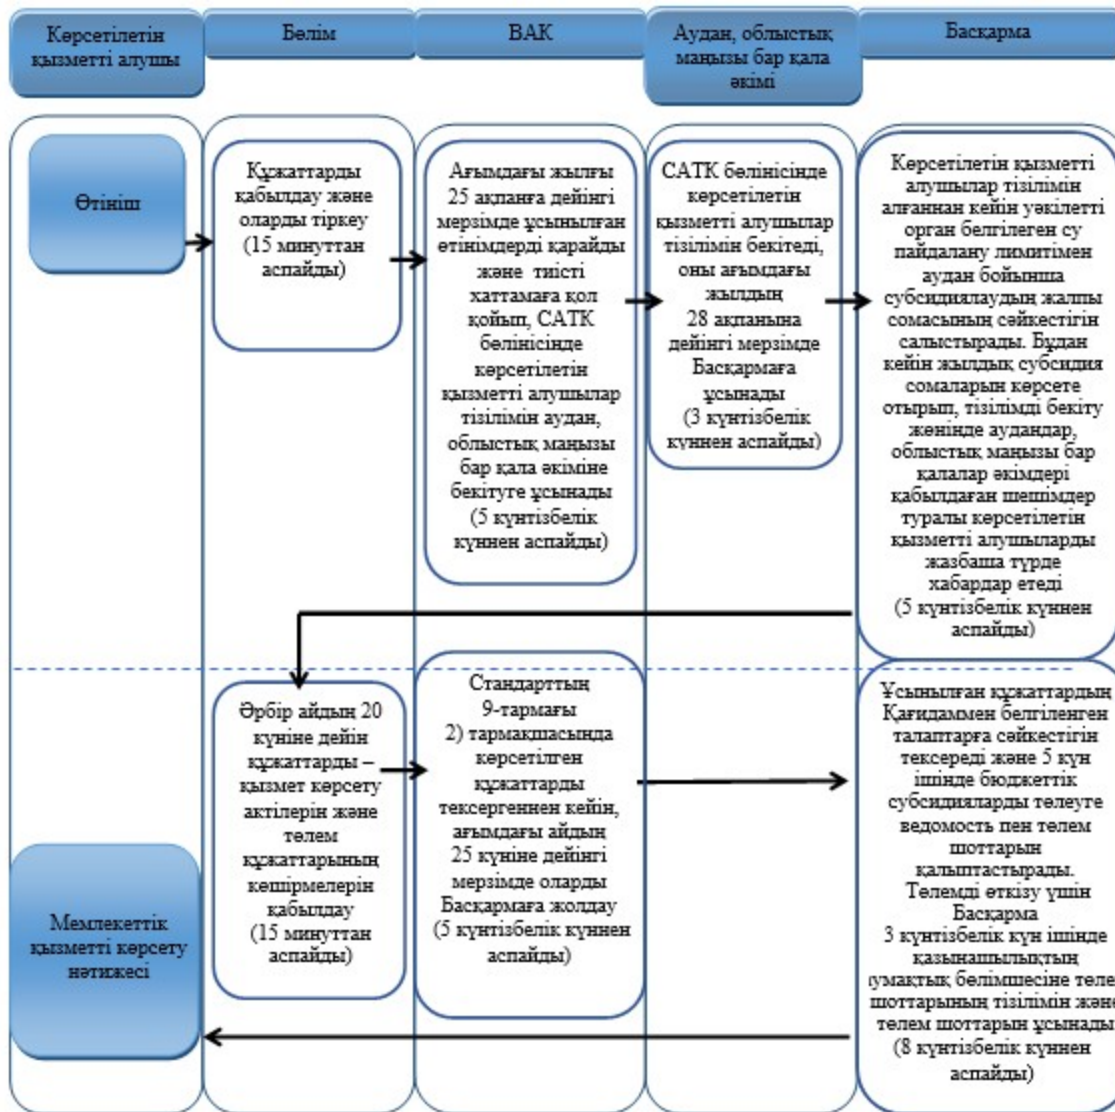 Көрсетілетін
қызметті алушы
Бөлім
ВАК
Аудан, облыстық
маңызы бар қала
әкімі
Басқарма
Өтініш
Құжаттарды
қабылдау және
оларды тіркеу
(15 минуттан
аспайды)
Ағымдағы жылғы
25 ақпанға дейінгі
мерзімде ұсынылған
өтінімдерді қарайды
және тиісті
хаттамаға қол
қойып, САТК
бөлінісінде
көрсетілетін
қызметті алушылар
тізілімін аудан,
облыстық маңызы
бар қала әкіміне
бекітуге ұсынады
(5 күнтізбелік
күннен аспайды)
САТК бөлінісінде
көрсетілетін
қызметті алушылар
тізілімін бекітеді,
оны ағымдағы
жылдың
28 ақпанына
дейінгі мерзімде
Басқармаға
ұсынады
(3 күнтізбелік
күннен аспайды)
Көрсетілетін қызметті
алушылар тізілімін
алғаннан кейін уәкілетті
орган белгілеген су
пайдалану лимитімен
аудан бойынша
субсидиялаудың жалпы
сомасының сәйкестігін
салыстырады. Бұдан
кейін жылдық субсидия
сомаларын көрсете
отырып, тізілімді бекіту
жөнінде аудандар,
облыстық маңызы бар
қалалар әкімдері
қабылдаған шешімдер
туралы көрсетілетін
қызметті алушыларды
жазбаша түрде
хабардар етеді
(5 күнтізбелік күннен
аспайды)
Мемлекеттік
қызметті көрсету
нәтижесі
Әрбір айдың 20
күніне дейін
құжаттарды –
қызмет көрсету
актілерін және
төлем
құжаттарының
көшірмелерін
қабылдау
(15 минуттан
аспайды)
Стандарттың
9-тармағы
2) тармақшасында
көрсетілген
құжаттарды
тексергеннен кейін,
ағымдағы айдың
25 күніне дейінгі
мерзімде оларды
Басқармаға жолдау
(5 күнтізбелік күннен
аспайды)
Ұсынылған құжаттардың
Қағидаммен белгіленген
талаптарға сәйкестігін
тексереді және 5 күн
ішінде бюджеттік
субсидияларды төлеуге
ведомость пен төлем
шоттарын
қалыптастырады.
Төлемді өткізу үшін
Басқарма
3 күнтізбелік күн ішінде
қазынашылықтың
умақтық бөлімшесіне төле
шоттарының тізілімін және
төлем шоттарын ұсынады
(8 күнтізбелік күннен
аспайды)